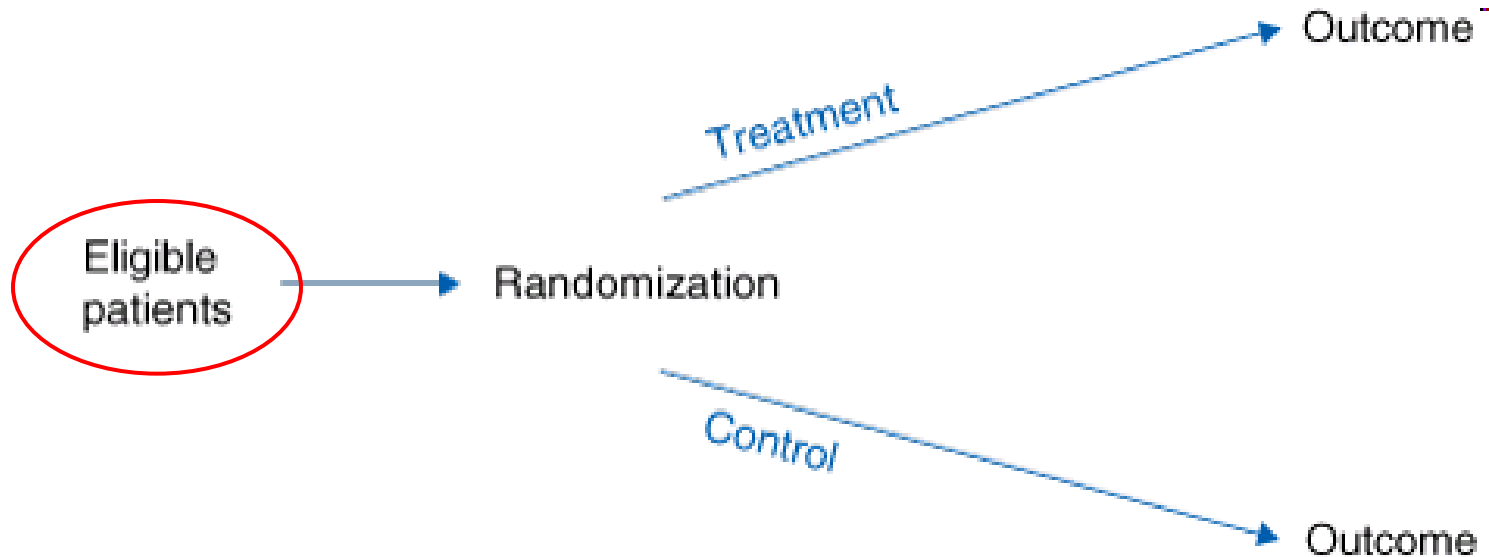 Outcome
Treatment
Eligible
patients
Randomization
Control
Outcome